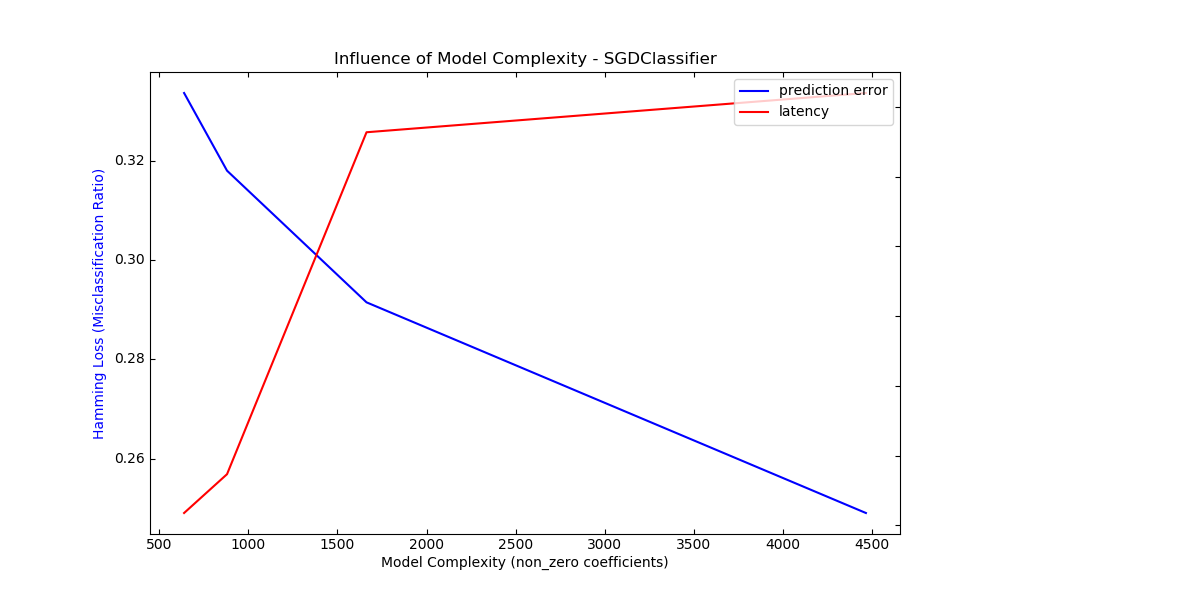 Influence of Model Complexity - SGDClassifier
prediction error
latency
0.32
0.30
0.28
0.26
Hamming Loss (Misclassification Ratio)
500 1000 1500 2000 2500 3000 3500 4000 4500
Model Complexity (non_zero coefficients)